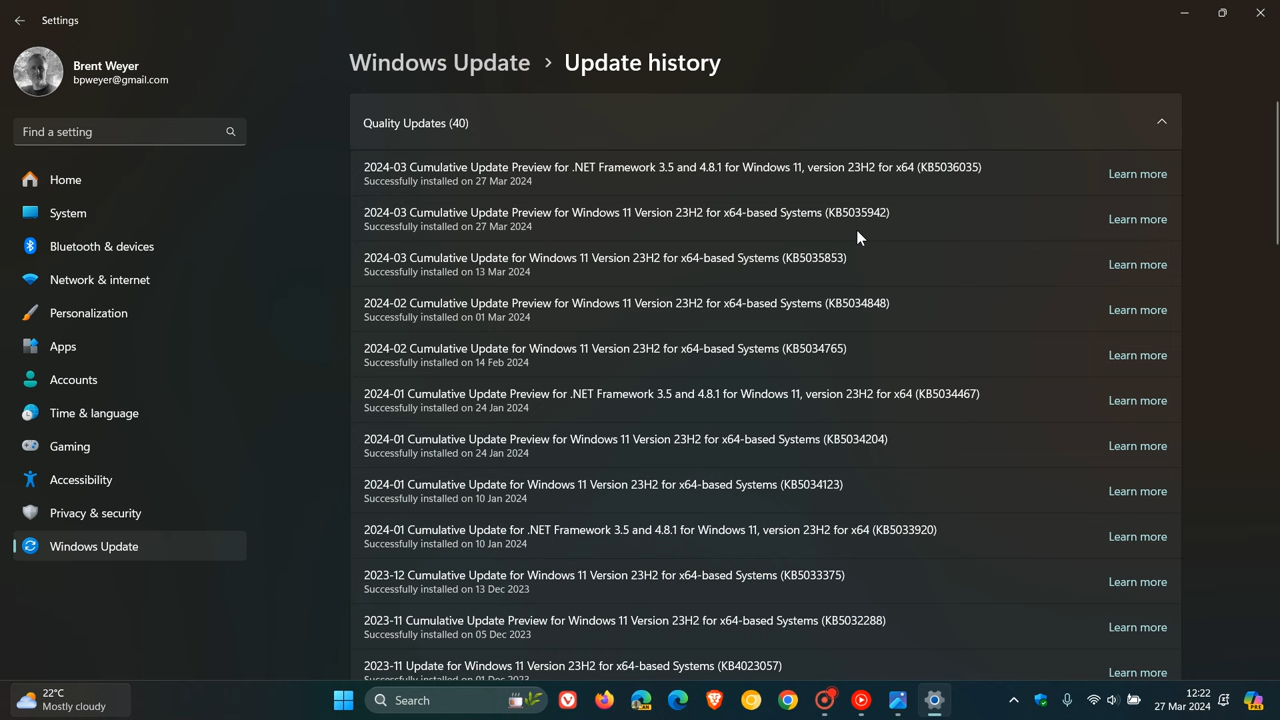 Settings
Brent Weyer
bpweyer@gmail.com
Find a setting
Home
System
Bluetooth & devices
Network & internet
Personalization
Apps
Accounts
Time & language
Gaming
Accessibility
Privacy & security
Windows Update
Windows Update › Update history
Quality Updates (40)
2024-03 Cumulative Update Preview for .NET Framework 3.5 and 4.8.1 for Windows 11, version 23H2 for x64 (KB5036035)
Successfully installed on 27 Mar 2024
Learn more
2024-03 Cumulative Update Preview for Windows 11 Version 23H2 for x64-based Systems (KB5035942)
Successfully installed on 27 Mar 2024
Learn more
2024-03 Cumulative Update for Windows 11 Version 23H2 for x64-based Systems (KB5035853)
Successfully installed on 13 Mar 2024
Learn more
2024-02 Cumulative Update Preview for Windows 11 Version 23H2 for x64-based Systems (KB5034848)
Successfully installed on 01 Mar 2024
Learn more
2024-02 Cumulative Update for Windows 11 Version 23H2 for x64-based Systems (KB5034765)
Successfully installed on 14 Feb 2024
Learn more
2024-01 Cumulative Update Preview for .NET Framework 3.5 and 4.8.1 for Windows 11, version 23H2 for x64 (KB5034467)
Successfully installed on 24 Jan 2024
Learn more
2024-01 Cumulative Update Preview for Windows 11 Version 23H2 for x64-based Systems (KB5034204)
Successfully installed on 24 Jan 2024
Learn more
2024-01 Cumulative Update for Windows 11 Version 23H2 for x64-based Systems (KB5034123)
Successfully installed on 10 Jan 2024
Learn more
2024-01 Cumulative Update for .NET Framework 3.5 and 4.8.1 for Windows 11, version 23H2 for x64 (KB5033920)
Successfully installed on 10 Jan 2024
Learn more
2023-12 Cumulative Update for Windows 11 Version 23H2 for x64-based Systems (KB5033375)
Successfully installed on 13 Dec 2023
Learn more
2023-11 Cumulative Update Preview for Windows 11 Version 23H2 for x64-based Systems (KB5032288)
Successfully installed on 05 Dec 2023
Learn more
2023-11 Update for Windows 11 Version 23H2 for x64-based Systems (KB4023057)
Successfully installed on 01 Dec 2023
Learn more
22°C
Mostly cloudy
Search
12:22
27 Mar 2024